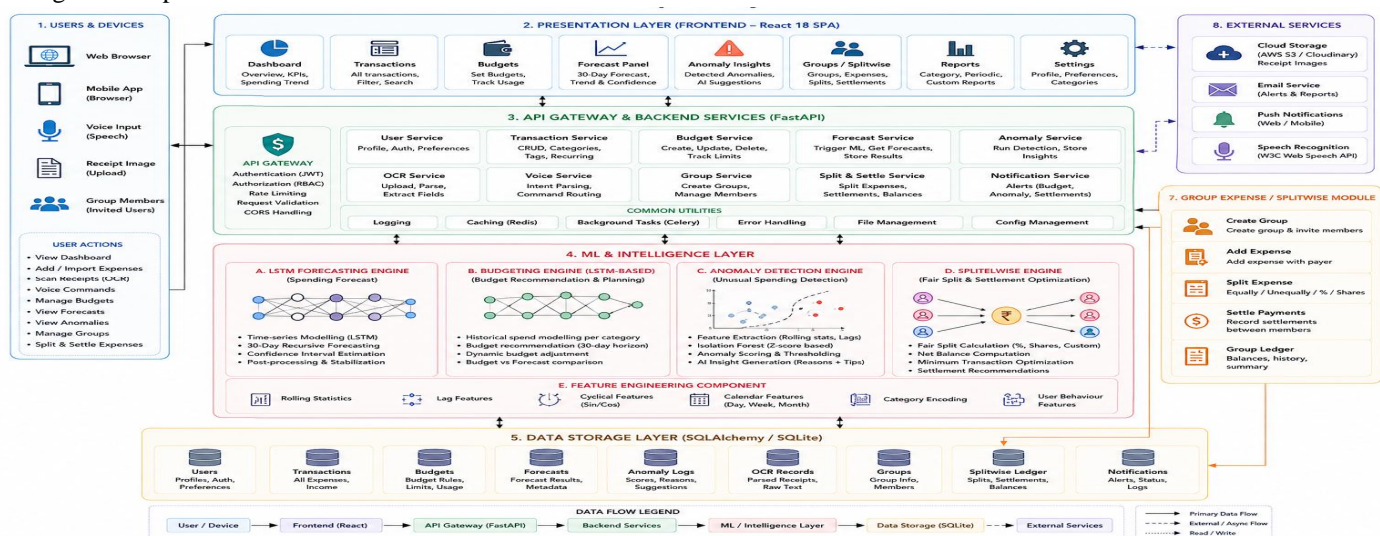 1. USERS & DEVICES
Web Browser
Mobile App
(Browser)
Voice Input
(Speech)
Receipt Image
(Upload)
Group Members
(Invited Users)
USER ACTIONS
• View Dashboard
• Add / Import Expenses
• Scan Receipts (OCR)
• Voice Commands
• Manage Budgets
• View Forecasts
• View Anomalies
• Manage Groups
• Split & Settle Expenses
2. PRESENTATION LAYER (FRONTEND – React 18 SPA)
Dashboard
Overview, KPIs,
Spending Trend
Transactions
All transactions,
Filter, Search
Budgets
Set Budgets,
Track Usage
Forecast Panel
30-Day Forecast,
Trend & Confidence
Anomaly Insights
Detected Anomalies,
AI Suggestions
Groups / Splitwise
Groups, Expenses,
Splits, Settlements
Reports
Category, Periodic,
Custom Reports
Settings
Profile, Preferences,
Categories
3. API GATEWAY & BACKEND SERVICES (FastAPI)
API GATEWAY
Authentication (JWT)
Authorization (RBAC)
Rate Limiting
Request Validation
CORS Handling
User Service
Profile, Auth, Preferences
Transaction Service
CRUD, Categories,
Tags, Recurring
Budget Service
Create, Update, Delete,
Track Limits
Forecast Service
Trigger ML, Get Forecasts,
Store Results
Anomaly Service
Run Detection, Store
Insights
OCR Service
Upload, Parse,
Extract Fields
Voice Service
Intent Parsing,
Command Routing
Group Service
Create Groups,
Manage Members
Split & Settle Service
Split Expenses,
Settlements, Balances
Notification Service
Alerts (Budget,
Anomaly, Settlements)
COMMON UTILITIES
Logging
Caching (Redis)
Background Tasks (Celery)
Error Handling
File Management
Config Management
4. ML & INTELLIGENCE LAYER
A. LSTM FORECASTING ENGINE
(Spending Forecast)
• Time-series Modelling (LSTM)
• 30-Day Recursive Forecasting
• Confidence Interval Estimation
• Post-processing & Stabilization
B. BUDGETING ENGINE (LSTM-BASED)
(Budget Recommendation & Planning)
• Historical spend modelling per category
• Budget recommendation (30-day horizon)
• Dynamic budget adjustment
• Budget vs Forecast comparison
C. ANOMALY DETECTION ENGINE
(Unusual Spending Detection)
• Feature Extraction (Rolling stats, Lags)
• Isolation Forest (Z-score based)
• Anomaly Scoring & Thresholding
• AI Insight Generation (Reasons + Tips)
D. SPLITELWISE ENGINE
(Fair Split & Settlement Optimization)
₹
• Fair Split Calculation (%, Shares, Custom)
• Net Balance Computation
• Minimum Transaction Optimization
• Settlement Recommendations
E. FEATURE ENGINEERING COMPONENT
Rolling Statistics
Lag Features
Cyclical Features
(Sin/Cos)
Calendar Features
(Day, Week, Month)
Category Encoding
User Behaviour
Features
5. DATA STORAGE LAYER (SQLAlchemy / SQLite)
Users
Profiles, Auth,
Preferences
Transactions
All Expenses,
Income
Budgets
Budget Rules,
Limits, Usage
Forecasts
Forecast Results,
Metadata
Anomaly Logs
Scores, Reasons,
Suggestions
OCR Records
Parsed Receipts,
Raw Text
Groups
Group Info,
Members
Splitwise Ledger
Splits, Settlements,
Balances
Notifications
Alerts, Status,
Logs
8. EXTERNAL SERVICES
Cloud Storage
(AWS S3 / Cloudinary)
Receipt Images
Email Service
(Alerts & Reports)
Push Notifications
(Web / Mobile)
Speech Recognition
(W3C Web Speech API)
7. GROUP EXPENSE / SPLITWISE MODULE
Create Group
Create group & invite members
Add Expense
Add expense with payer
Split Expense
Equally / Unequally / % / Shares
Settle Payments
Record settlements
between members
Group Ledger
Balances, history,
summary
DATA FLOW LEGEND
User / Device
Frontend (React)
API Gateway (FastAPI)
Backend Services
ML / Intelligence Layer
Data Storage (SQLite)
External Services
Primary Data Flow
External / Async Flow
Read / Write